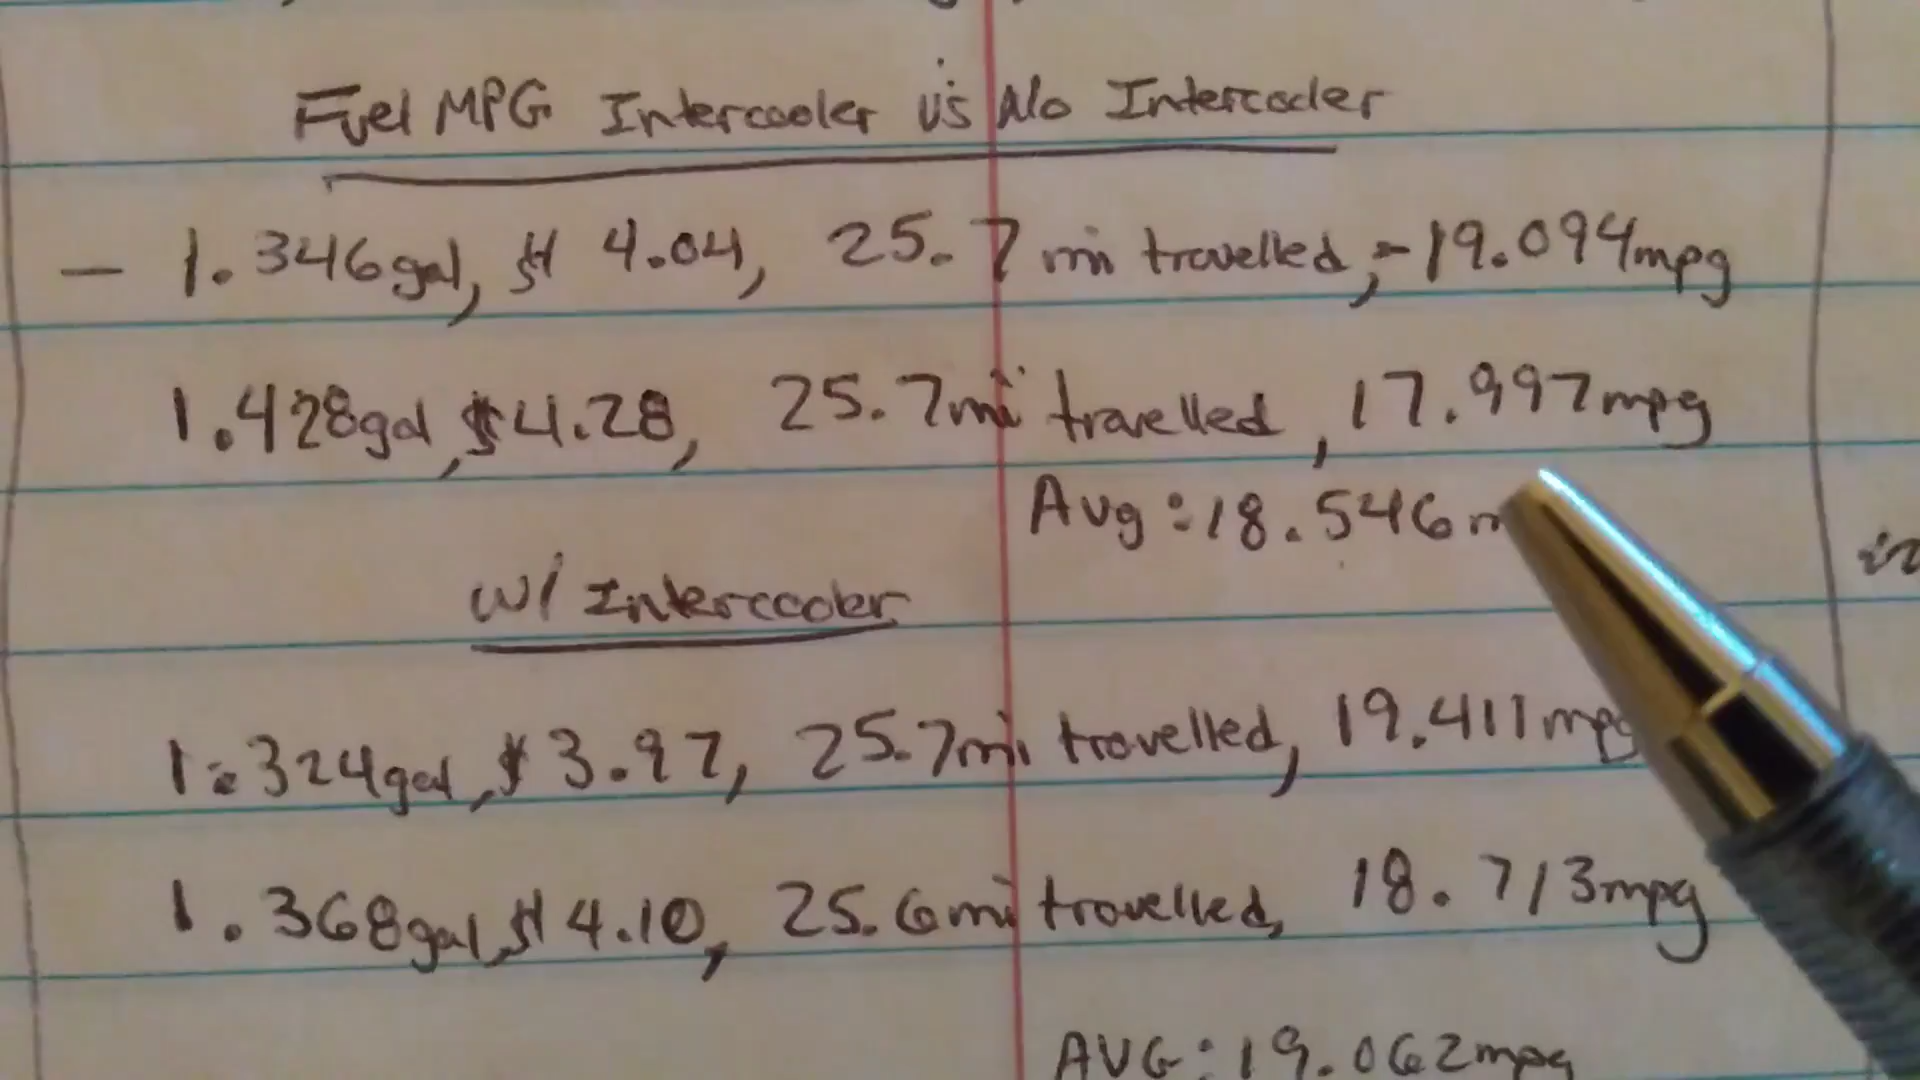 Fuel MPG Intercooler vs No Intercooler
- 1.346gal, $ 4.04, 25.7 mi travelled, - 19.094mpg
1.428gal, $4.28, 25.7mi travelled, 17.997mpg
Avg: 18.546 m
w/ Intercooler
1.324gal, $ 3.97, 25.7mi travelled, 19.411mpg
1.368gal, $ 4.10, 25.6mi travelled, 18.713mpg
AVG: 19.062mpg